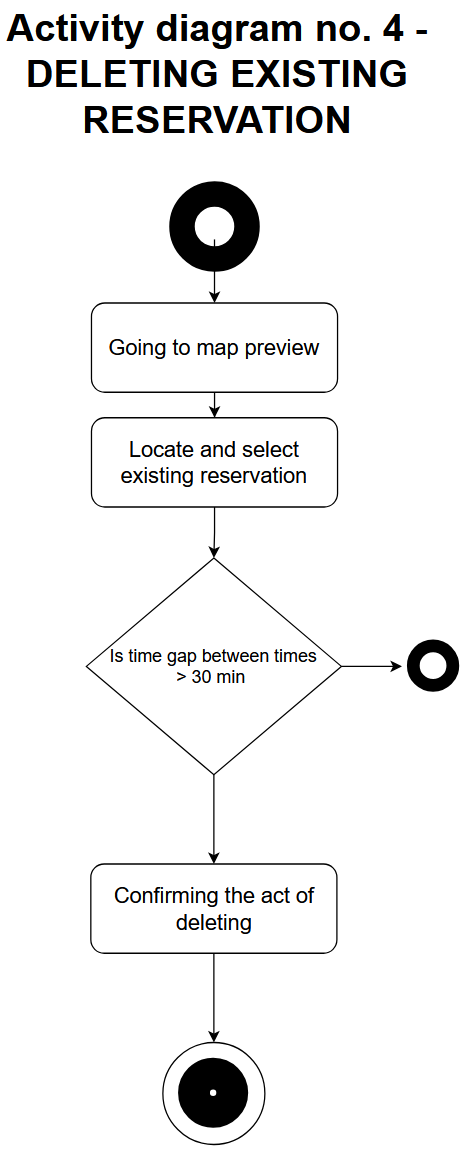 Activity diagram no. 4 -
DELETING EXISTING
RESERVATION
Going to map preview
Locate and select
existing reservation
Is time gap between times
> 30 min
Confirming the act of
deleting